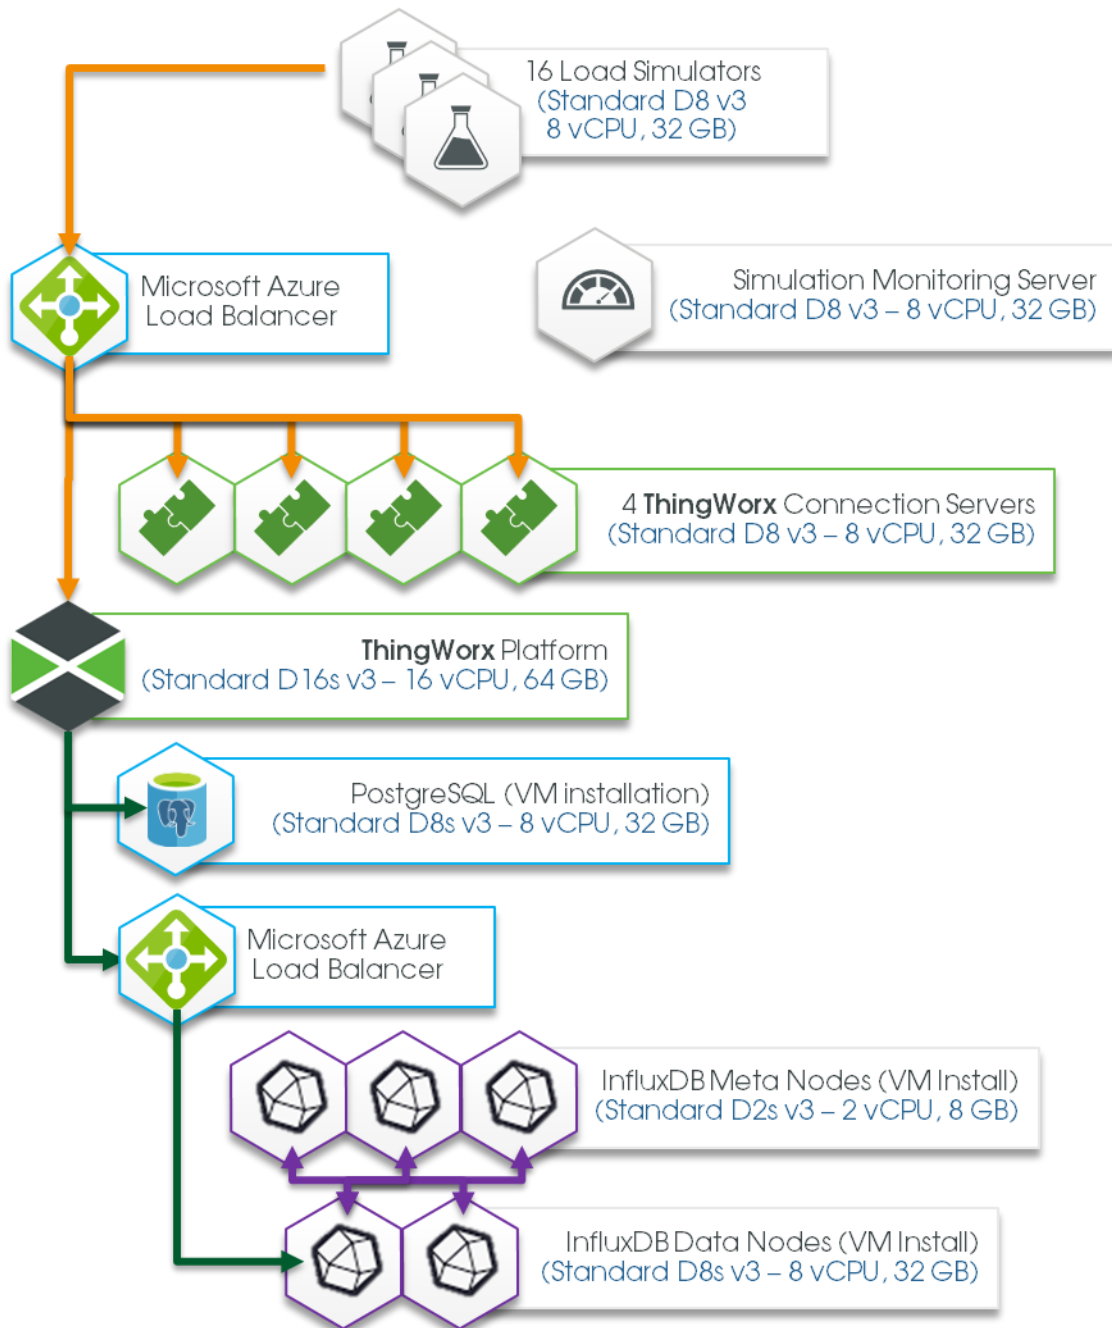 16 Load Simulators
(Standard D8 v3
8 vCPU, 32 GB)
Microsoft Azure
Load Balancer
Simulation Monitoring Server
(Standard D8 v3 – 8 vCPU, 32 GB)
4 ThingWorx Connection Servers
(Standard D8 v3 – 8 vCPU, 32 GB)
ThingWorx Platform
(Standard D16s v3 – 16 vCPU, 64 GB)
PostgreSQL (VM installation)
(Standard D8s v3 – 8 vCPU, 32 GB)
Microsoft Azure
Load Balancer
InfluxDB Meta Nodes (VM Install)
(Standard D2s v3 – 2 vCPU, 8 GB)
InfluxDB Data Nodes (VM Install)
(Standard D8s v3 – 8 vCPU, 32 GB)